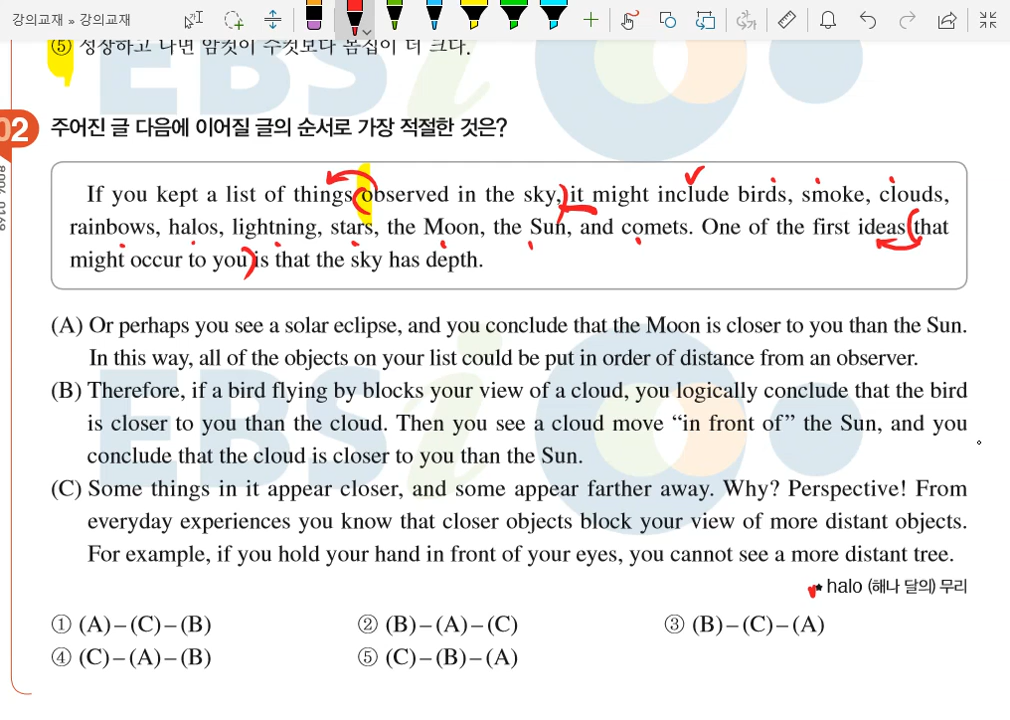 강의교재 » 강의교재
⑤ 성장하고 나면 암컷이 수컷보다 몸집이 더 크다.
02 주어진 글 다음에 이어질 글의 순서로 가장 적절한 것은?
If you kept a list of things observed in the sky, it might include birds, smoke, clouds,
rainbows, halos, lightning, stars, the Moon, the Sun, and comets. One of the first ideas that
might occur to you is that the sky has depth.
(A) Or perhaps you see a solar eclipse, and you conclude that the Moon is closer to you than the Sun.
In this way, all of the objects on your list could be put in order of distance from an observer.
(B) Therefore, if a bird flying by blocks your view of a cloud, you logically conclude that the bird
is closer to you than the cloud. Then you see a cloud move “in front of” the Sun, and you
conclude that the cloud is closer to you than the Sun.
(C) Some things in it appear closer, and some appear farther away. Why? Perspective! From
everyday experiences you know that closer objects block your view of more distant objects.
For example, if you hold your hand in front of your eyes, you cannot see a more distant tree.
* halo (해나 달의) 무리
① (A)–(C)–(B) ② (B)–(A)–(C) ③ (B)–(C)–(A)
④ (C)–(A)–(B) ⑤ (C)–(B)–(A)
EBSi
EBSi